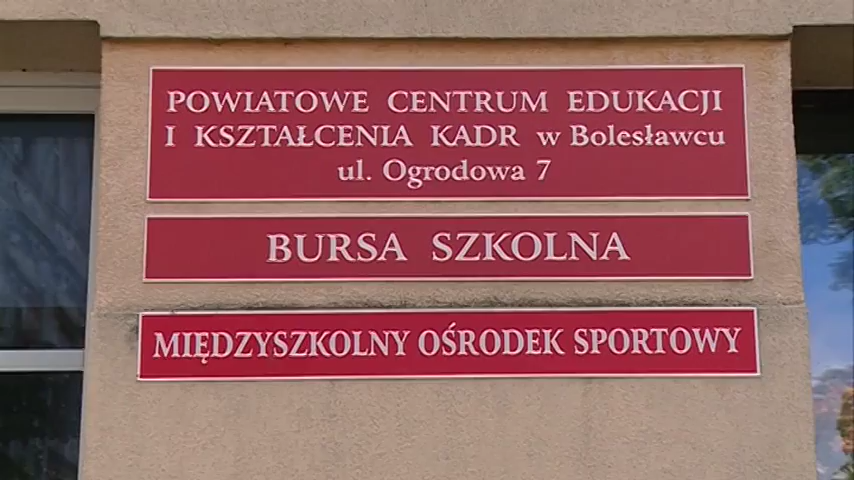 POWIATOWE CENTRUM EDUKACJI
I KSZTAŁCENIA KADR w BOLESŁAWCU
ul. OGRODOWA 7
BURSA SZKOLNA
MIĘDZYSZKOLNY OŚRODEK SPORTOWY